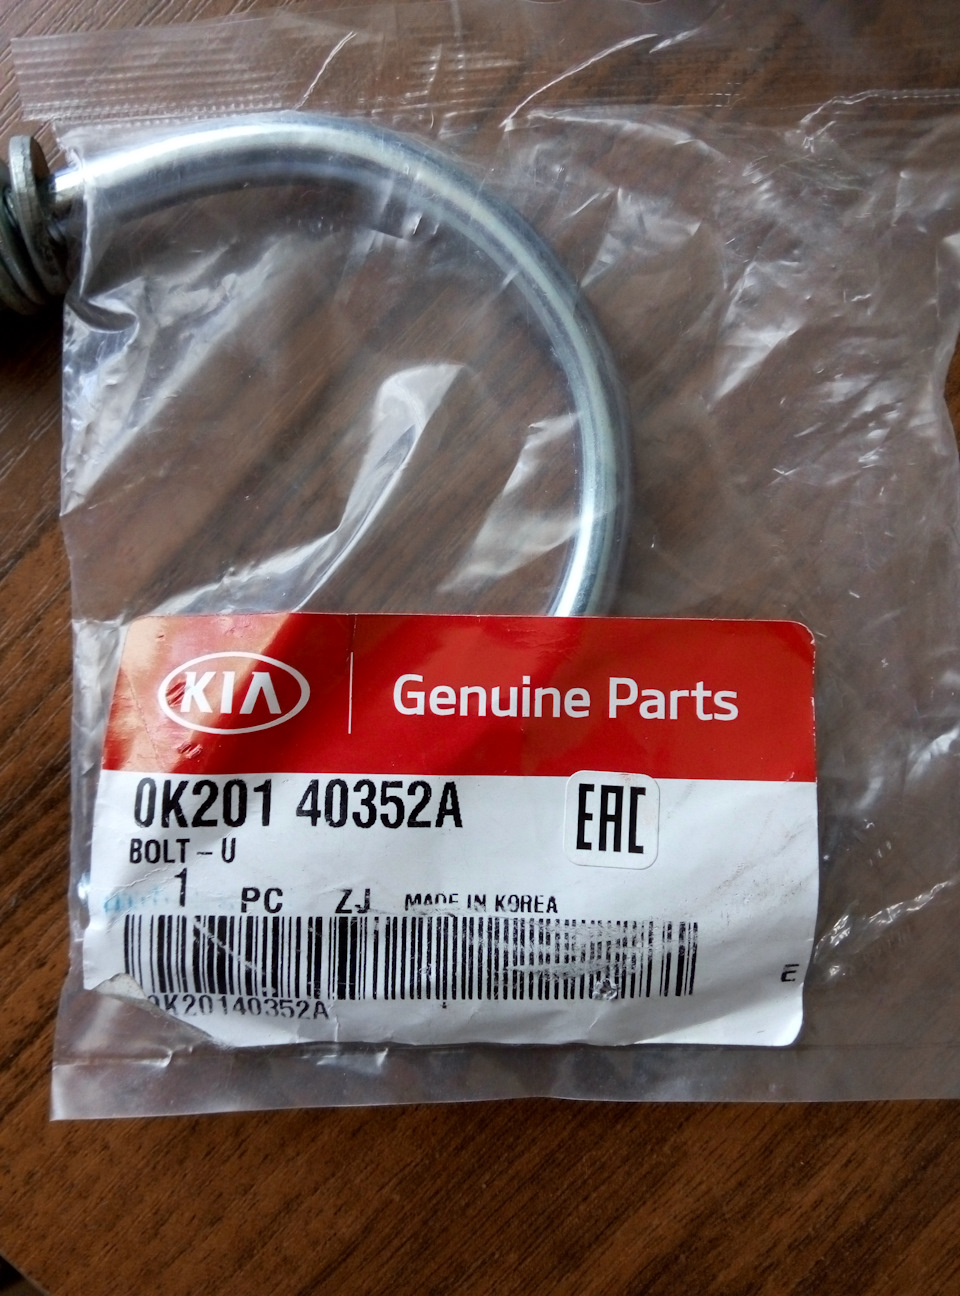 KIA Genuine Parts
0K201 40352A
EAC
BOLT-U
1 PC ZJ MADE IN KOREA
E
0K20140352A